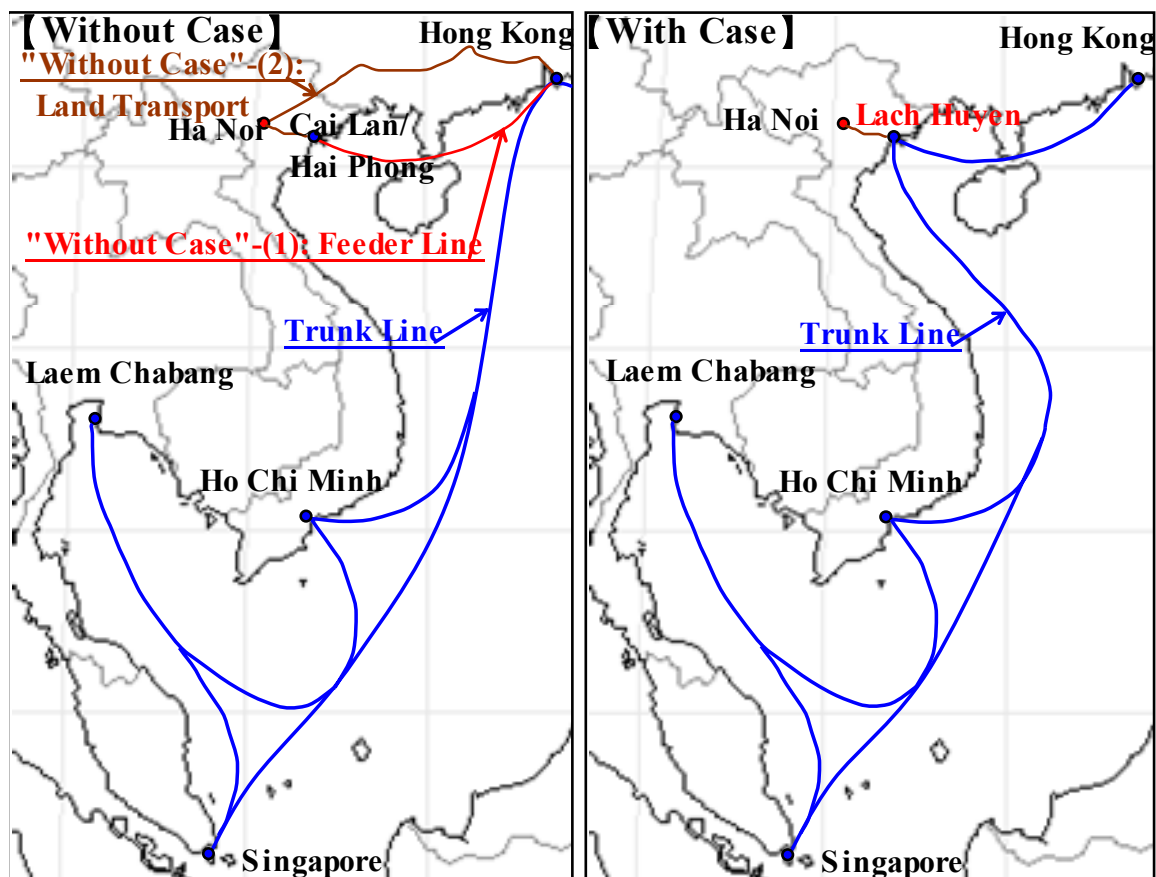 【Without Case】
Hong Kong
"Without Case"-(2):
Land Transport
Ha Noi
Cai Lan/
Hai Phong
"Without Case"-(1): Feeder Line
Trunk Line
Laem Chabang
Ho Chi Minh
Singapore
【With Case】
Hong Kong
Ha Noi
Lach Huyen
Trunk Line
Laem Chabang
Ho Chi Minh
Singapore